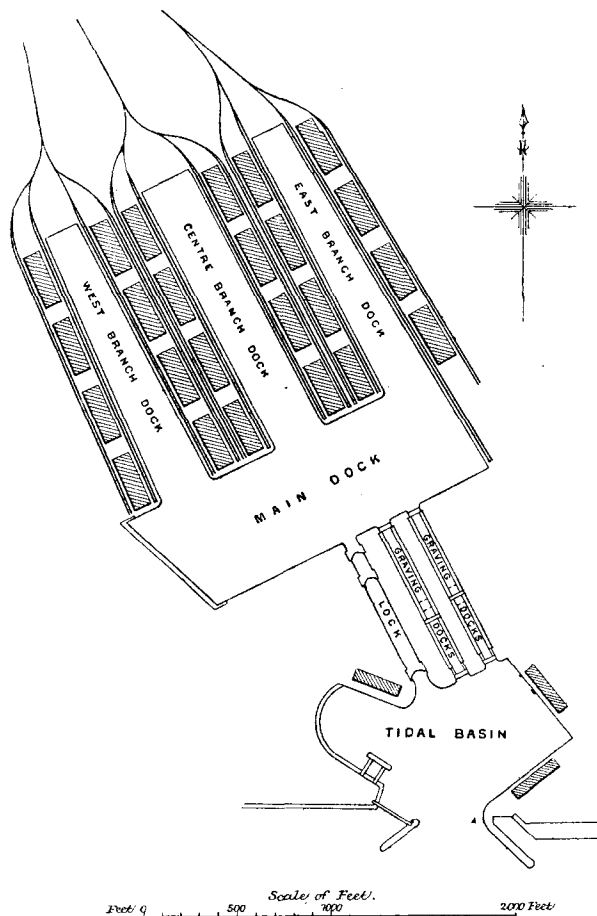 N
WEST BRANCH DOCK
CENTRE BRANCH DOCK
EAST BRANCH DOCK
MAIN DOCK
LOCK
GRAVING DOCKS
GRAVING DOCKS
TIDAL BASIN
Scale of Feet.
Feet 0 500 1000 2000 Feet